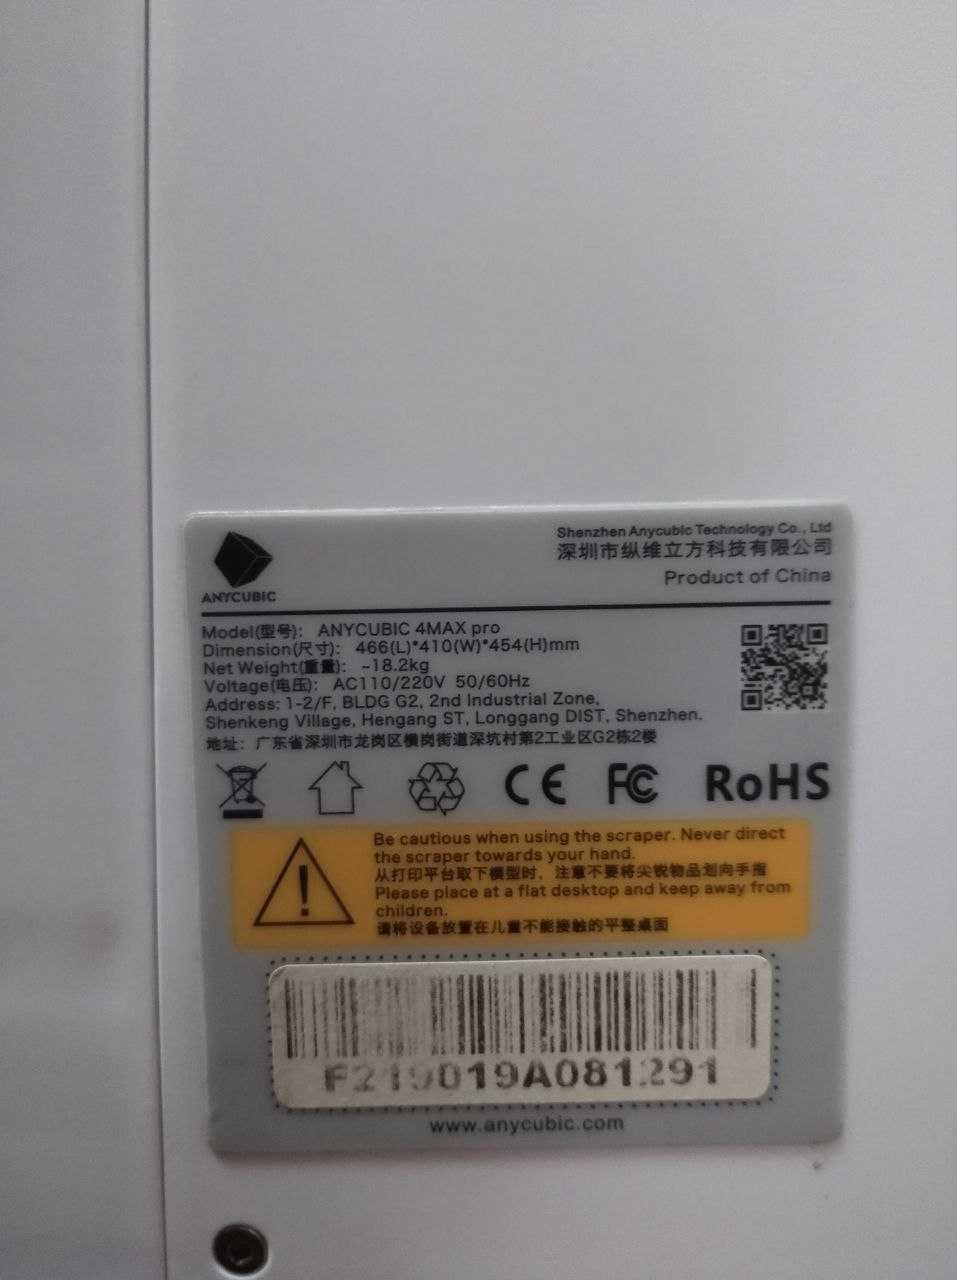 Shenzhen Anycubic Technology Co., Ltd
深圳市纵维立方科技有限公司
Product of China
ANYCUBIC
Model(型号): ANYCUBIC 4MAX pro
Dimension(尺寸): 466(L)*410(W)*454(H)mm
Net Weight(重量): ~18.2kg
Voltage(电压): AC110/220V 50/60Hz
Address: 1-2/F, BLDG G2, 2nd Industrial Zone,
Shenkeng Village, Hengang ST, Longgang DIST, Shenzhen.
地址: 广东省深圳市龙岗区横岗街道深坑村第2工业区G2栋2楼
CE FC RoHS
Be cautious when using the scraper. Never direct
the scraper towards your hand.
从打印平台取下模型时, 注意不要将尖锐物品划向手指
Please place at a flat desktop and keep away from
children.
请将设备放置在儿童不能接触的平整桌面
www.anycubic.com